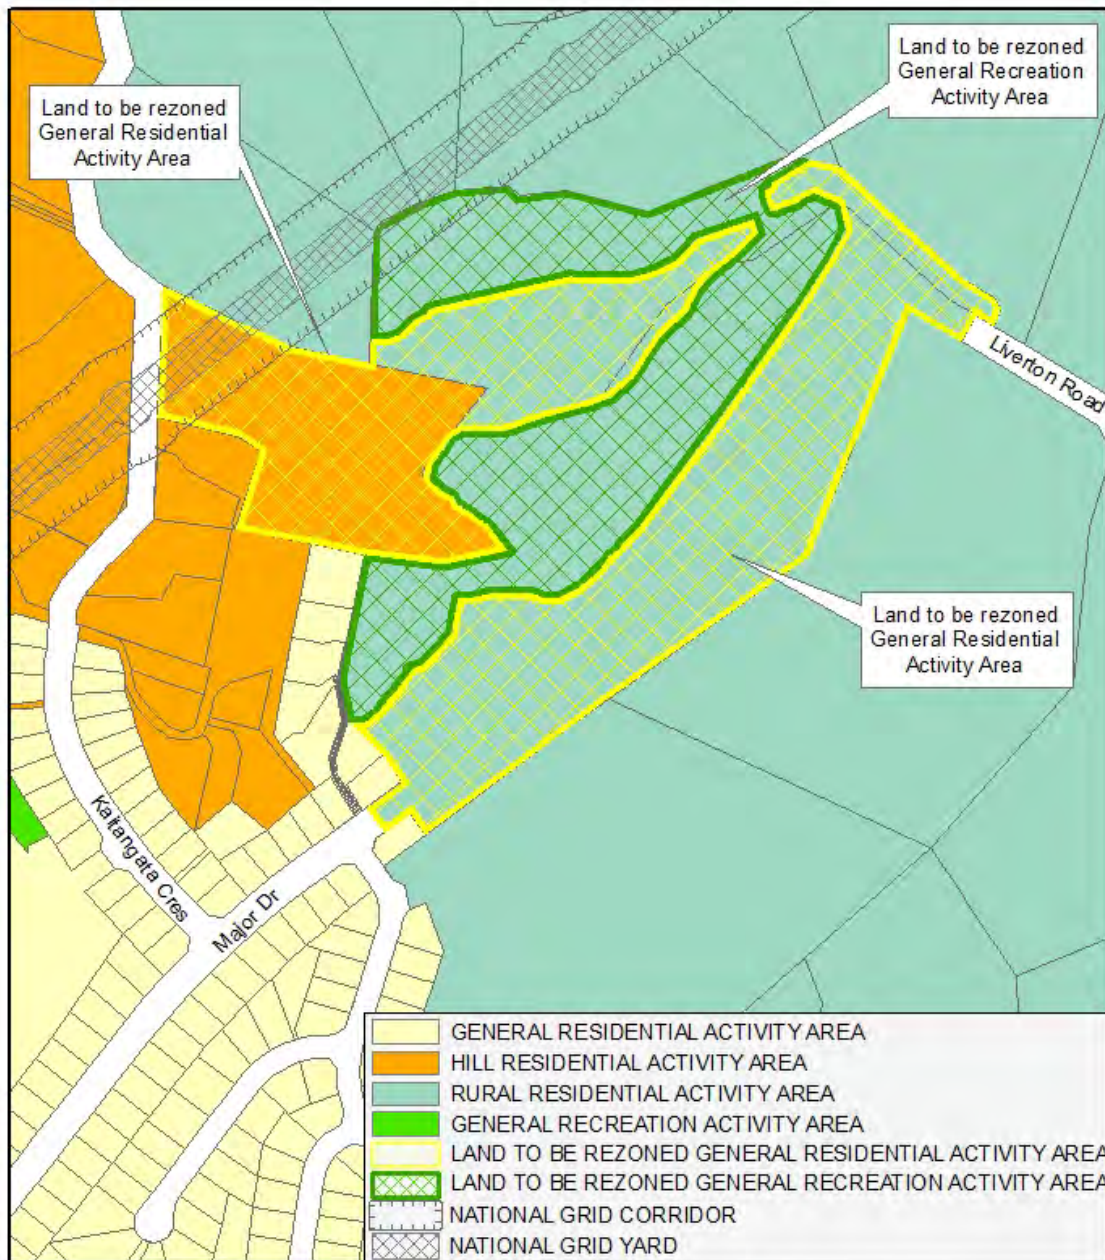 Land to be rezoned
General Recreation
Activity Area
Land to be rezoned
General Residential
Activity Area
Liverton Road
Land to be rezoned
General Residential
Activity Area
Kaitangata Cres
Major Dr
GENERAL RESIDENTIAL ACTIVITY AREA
HILL RESIDENTIAL ACTIVITY AREA
RURAL RESIDENTIAL ACTIVITY AREA
GENERAL RECREATION ACTIVITY AREA
LAND TO BE REZONED GENERAL RESIDENTIAL ACTIVITY AREA
LAND TO BE REZONED GENERAL RECREATION ACTIVITY AREA
NATIONAL GRID CORRIDOR
NATIONAL GRID YARD